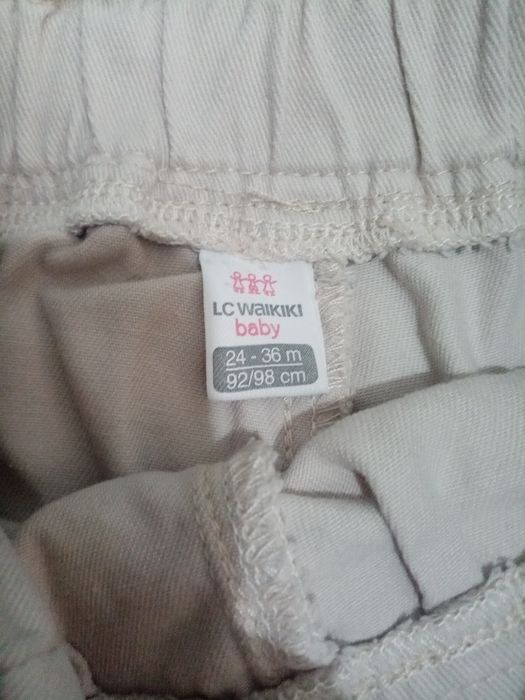 LC WAIKIKI
baby
24 - 36 m
92/98 cm